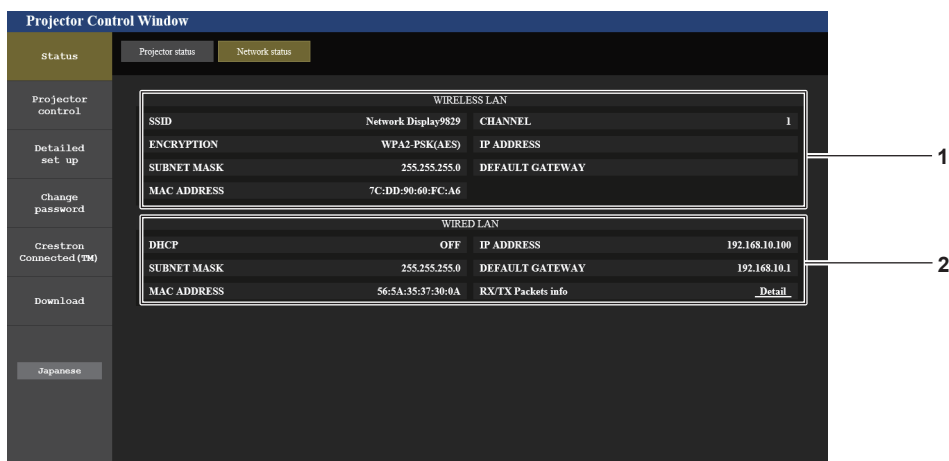 Projector Control Window
Status
Projector status
Network status
Projector
control
Detailed
set up
Change
password
Crestron
Connected(TM)
Download
Japanese
WIRELESS LAN
SSID Network Display9829 CHANNEL 1
ENCRYPTION WPA2-PSK(AES) IP ADDRESS
SUBNET MASK 255.255.255.0 DEFAULT GATEWAY
MAC ADDRESS 7C:DD:90:60:FC:A6
1
WIRED LAN
DHCP OFF IP ADDRESS 192.168.10.100
SUBNET MASK 255.255.255.0 DEFAULT GATEWAY 192.168.10.1
MAC ADDRESS 56:5A:35:37:30:0A RX/TX Packets info Detail
2